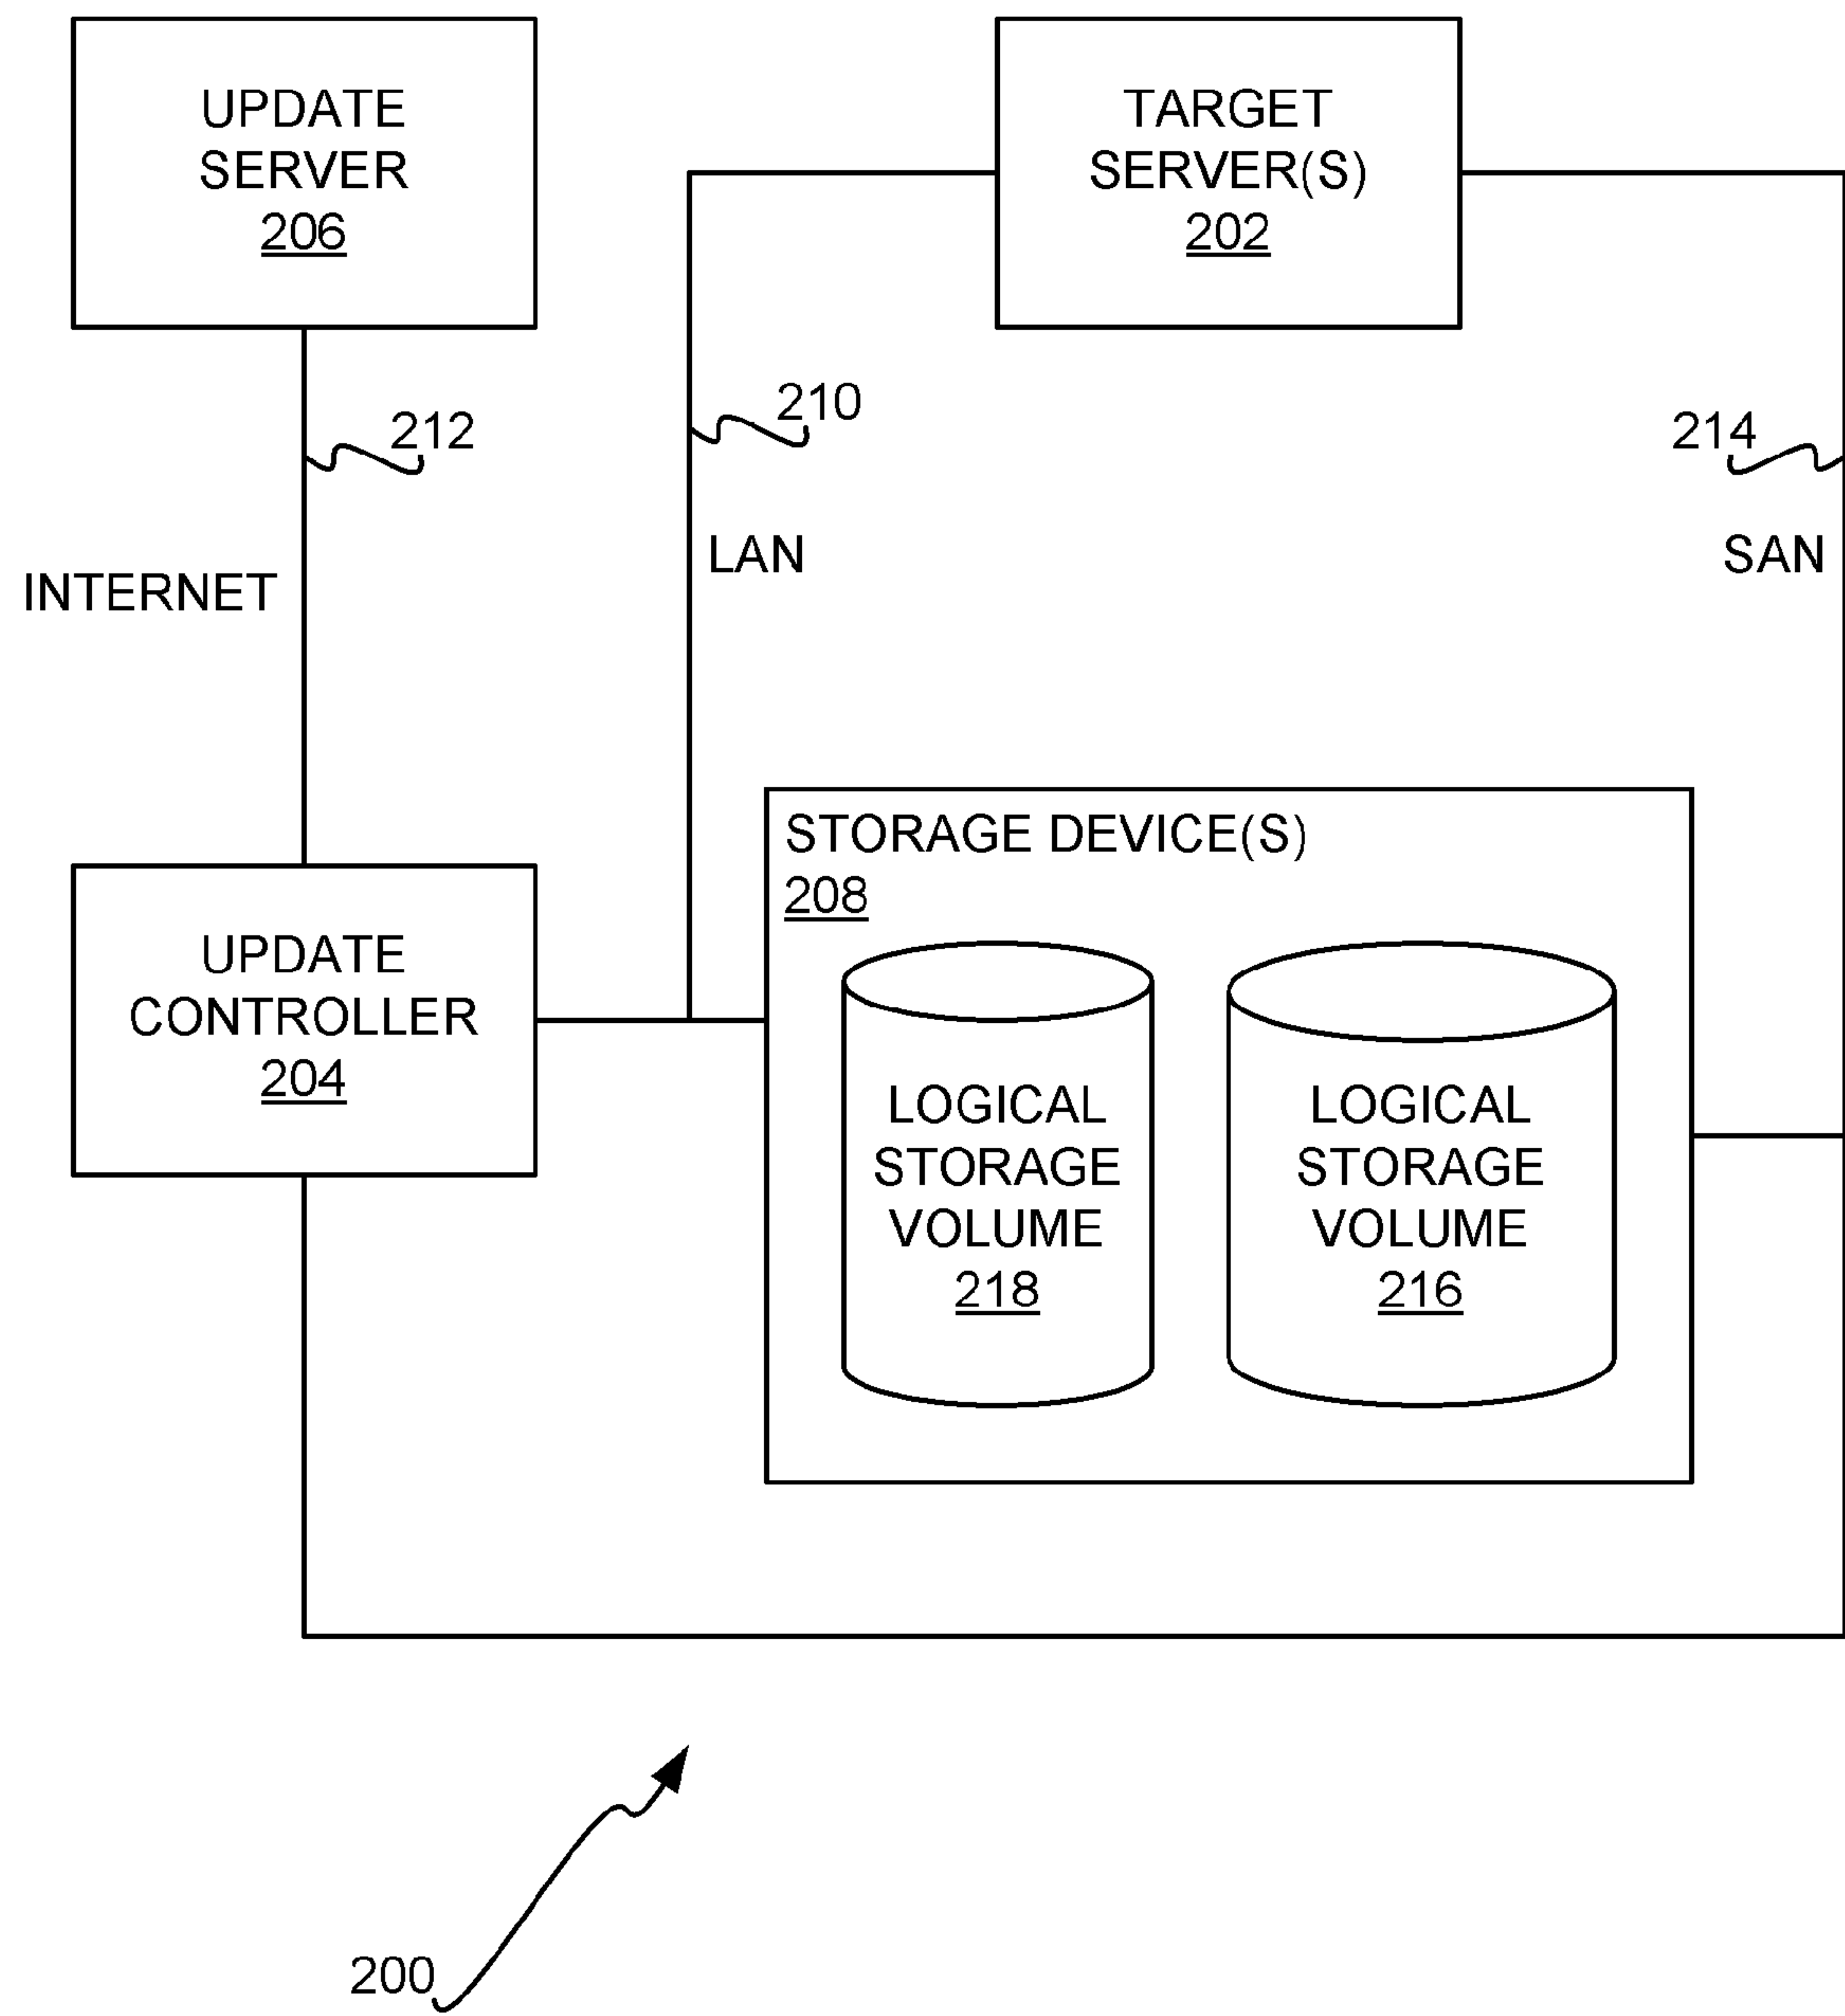 UPDATE
SERVER
206
TARGET
SERVER(S)
202
212
210
214
INTERNET
LAN
SAN
STORAGE DEVICE(S)
208
UPDATE
CONTROLLER
204
LOGICAL
STORAGE
VOLUME
218
LOGICAL
STORAGE
VOLUME
216
200